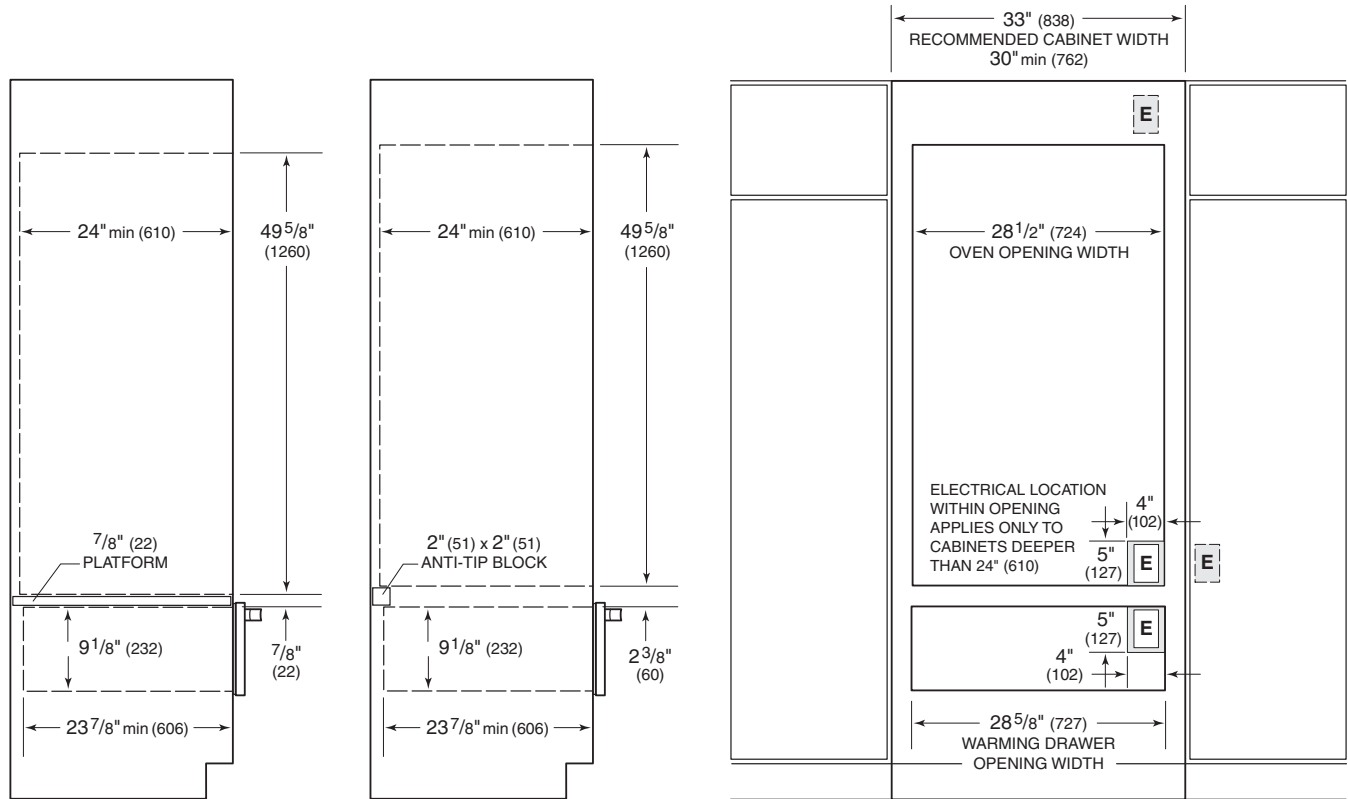 24" min (610)
49 5/8"
(1260)
7/8" (22)
PLATFORM
9 1/8" (232)
7/8"
(22)
23 7/8" min (606)
24" min (610)
49 5/8"
(1260)
2" (51) x 2" (51)
ANTI-TIP BLOCK
9 1/8" (232)
2 3/8"
(60)
23 7/8" min (606)
33" (838)
RECOMMENDED CABINET WIDTH
30" min (762)
E
28 1/2" (724)
OVEN OPENING WIDTH
ELECTRICAL LOCATION
WITHIN OPENING
APPLIES ONLY TO
CABINETS DEEPER
THAN 24" (610)
4"
(102)
5"
(127)
E
E
5"
(127)
E
4"
(102)
28 5/8" (727)
WARMING DRAWER
OPENING WIDTH